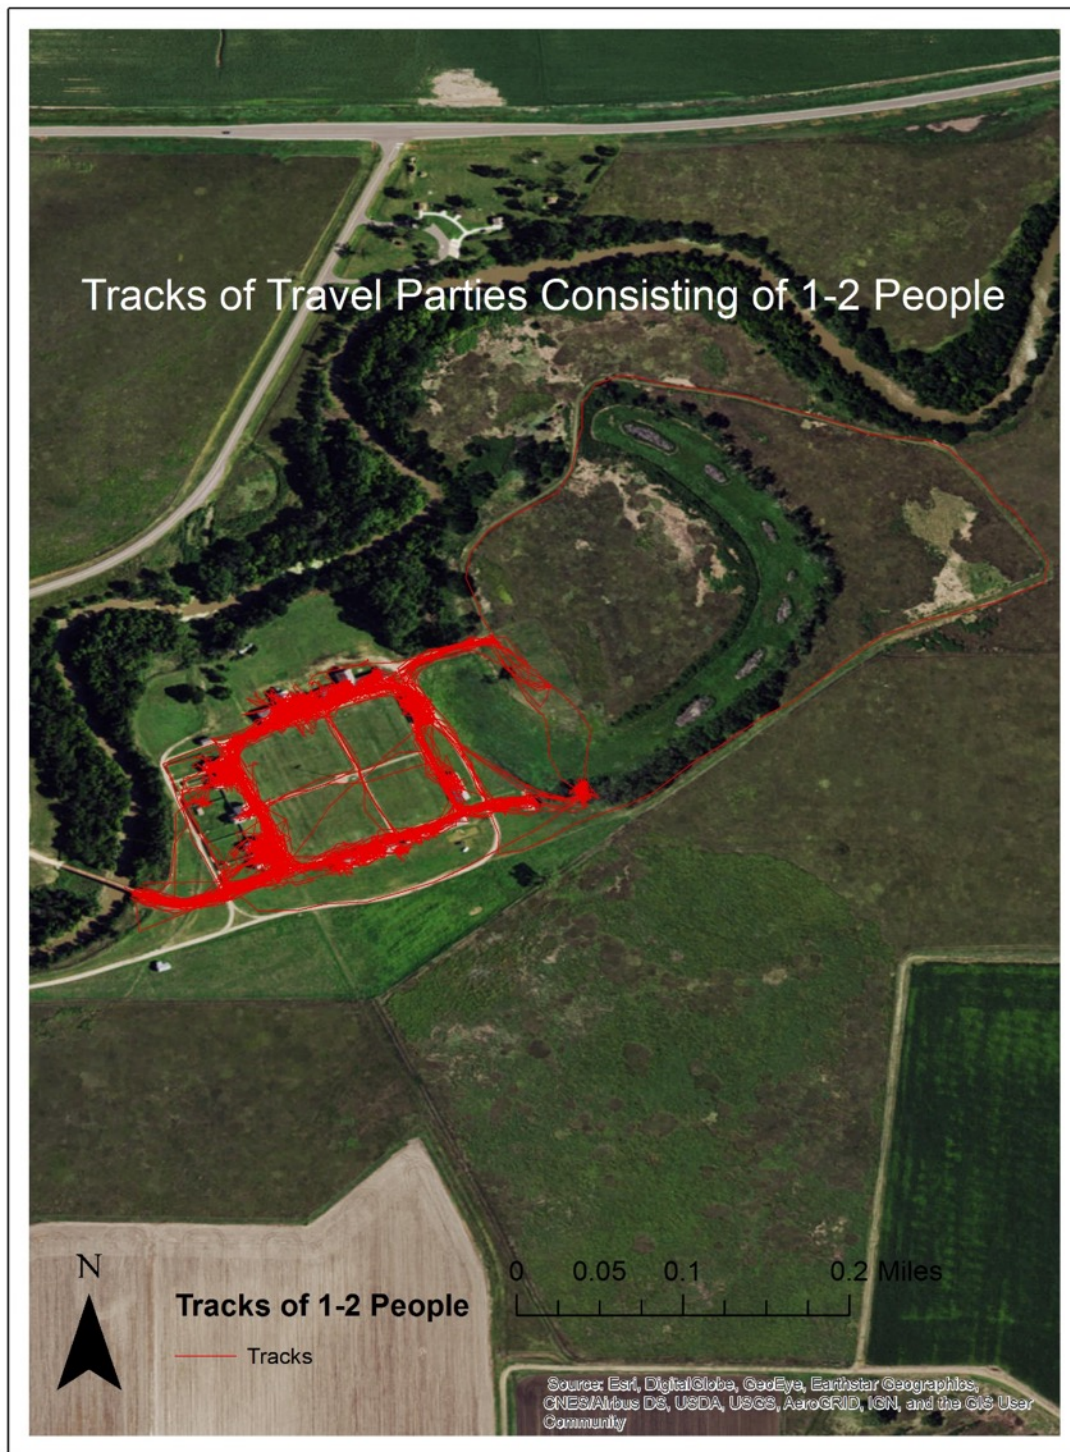 Tracks of Travel Parties Consisting of 1-2 People
N
0 0.05 0.1 0.2 Miles
Tracks of 1-2 People
Tracks
Source: Esri, DigitalGlobe, GeoEye, Earthstar Geographics,
CNES/Airbus DS, USDA, USGS, AeroGRID, IGN, and the GIS User
Community